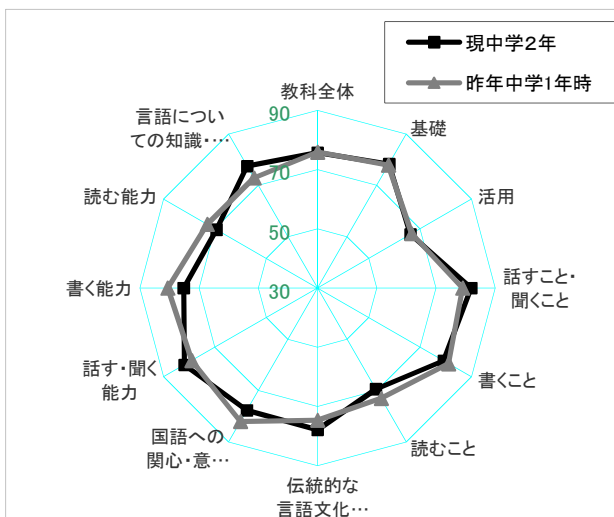 現中学２年
昨年中学1年時
教科全体
基礎
活用
話すこと・
聞くこと
書くこと
読むこと
伝統的な
言語文化…
国語への
関心・意…
話す・聞く
能力
書く能力
読む能力
言語につい
ての知識・…
90
70
50
30